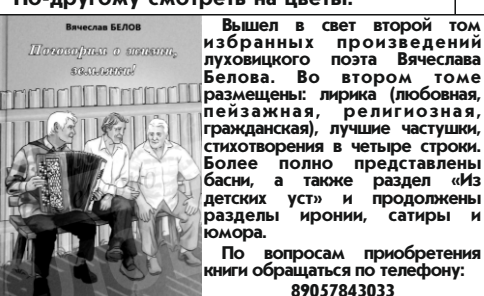 По-другому смотреть на цветы.
Вячеслав БЕЛОВ
Поговорим о жизни,
земляки!
Вышел в свет второй том
избранных произведений
луховицкого поэта Вячеслава
Белова. Во втором томе
размещены: лирика (любовная,
пейзажная, религиозная,
гражданская), лучшие частушки,
стихотворения в четыре строки.
Более полно представлены
басни, а также раздел «Из
детских уст» и продолжены
разделы иронии, сатиры и
юмора.
По вопросам приобретения
книги обращаться по телефону:
89057843033